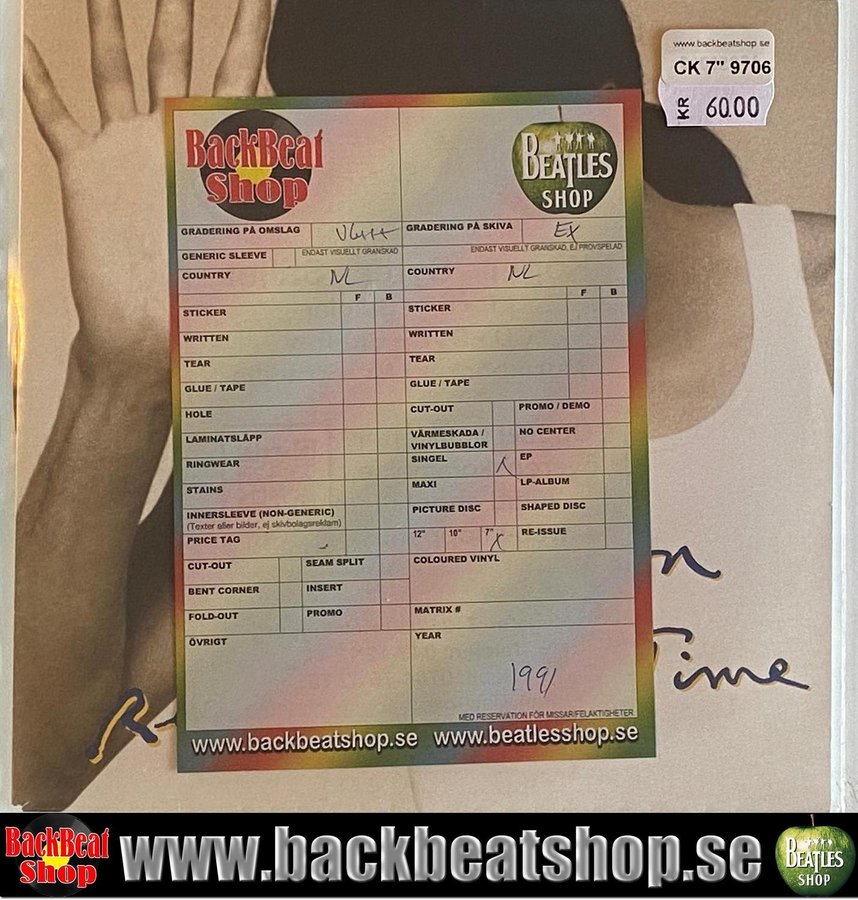 www.backbeatshop.se
CK 7" 9706
KR 60.00
BackBeat
Shop
BEATLES
SHOP
GRADERING PÅ OMSLAG VG++
GRADERING PÅ SKIVA EX
GENERIC SLEEVE
ENDAST VISUELLT GRANSKAD
ENDAST VISUELLT GRANSKAD, EJ PROVSPELAD
COUNTRY NL
COUNTRY NL
F B
F B
STICKER
STICKER
WRITTEN
WRITTEN
TEAR
TEAR
GLUE / TAPE
GLUE / TAPE
HOLE
CUT-OUT
PROMO / DEMO
LAMINATSLÄPP
VÄRMESKADA /
VINYLBUBBLOR
NO CENTER
RINGWEAR
SINGEL X
EP
STAINS
MAXI
LP-ALBUM
INNERSLEEVE (NON-GENERIC)
(Texter eller bilder, ej skivbolagsreklam)
PICTURE DISC
SHAPED DISC
PRICE TAG
12" 10" 7" X
RE-ISSUE
CUT-OUT
SEAM SPLIT
COLOURED VINYL
BENT CORNER
INSERT
FOLD-OUT
PROMO
MATRIX #
ÖVRIGT
YEAR
1991
MED RESERVATION FÖR MISSAR/FELAKTIGHETER
www.backbeatshop.se www.beatlesshop.se
Time
BackBeat
Shop
www.backbeatshop.se
BEATLES
SHOP